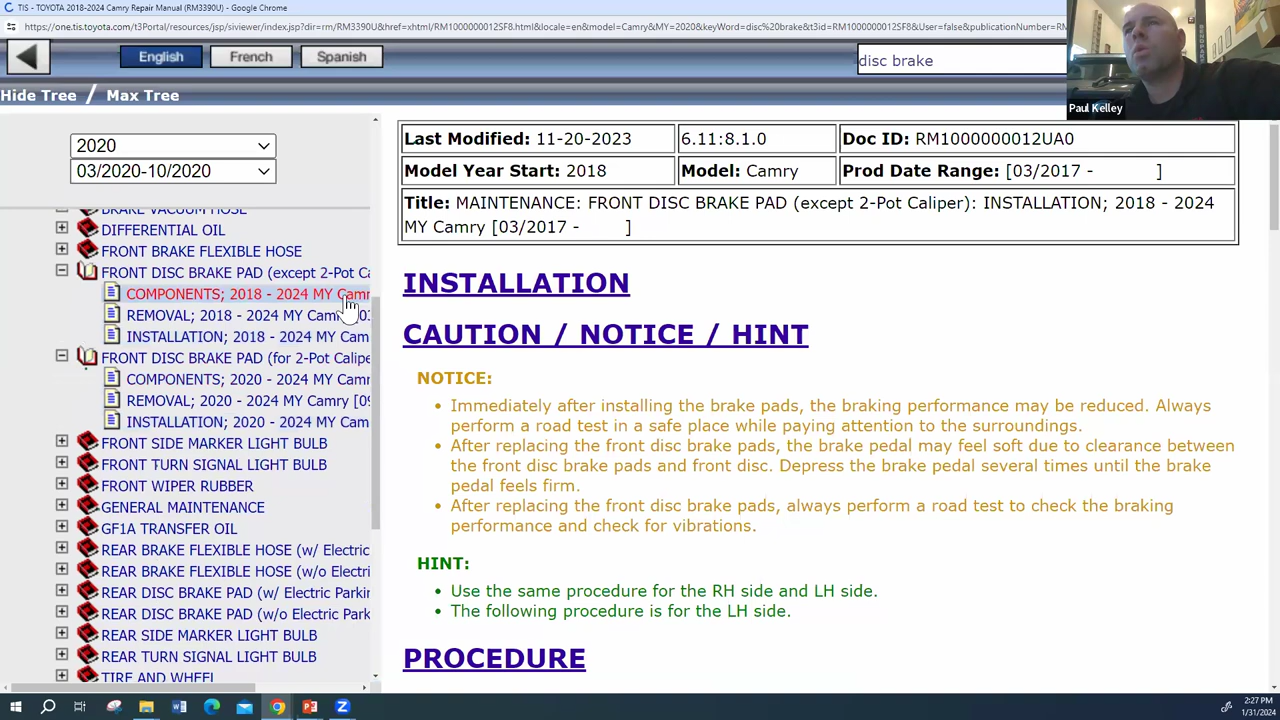 TIS - TOYOTA 2018-2024 Camry Repair Manual (RM3390U) - Google Chrome
https://one.tis.toyota.com/t3Portal/resources/jsp/siviewer/index.jsp?dir=rm/RM3390U&href=xhtml/RM1000000012SF8.html&locale=en&model=Camry&MY=2020&keyWord=disc%20brake&t3id=RM1000000012SF8&User=false&publicationNumber=RM
English French Spanish
disc brake
Hide Tree / Max Tree
Paul Kelley
2020
03/2020-10/2020
BRAKE VACUUM HOSE
DIFFERENTIAL OIL
FRONT BRAKE FLEXIBLE HOSE
FRONT DISC BRAKE PAD (except 2-Pot Ca
COMPONENTS; 2018 - 2024 MY Camr
REMOVAL; 2018 - 2024 MY Cam
INSTALLATION; 2018 - 2024 MY Cam
FRONT DISC BRAKE PAD (for 2-Pot Calipe
COMPONENTS; 2020 - 2024 MY Camr
REMOVAL; 2020 - 2024 MY Camry [09
INSTALLATION; 2020 - 2024 MY Cam
FRONT SIDE MARKER LIGHT BULB
FRONT TURN SIGNAL LIGHT BULB
FRONT WIPER RUBBER
GENERAL MAINTENANCE
GF1A TRANSFER OIL
REAR BRAKE FLEXIBLE HOSE (w/ Electric
REAR BRAKE FLEXIBLE HOSE (w/o Electri
REAR DISC BRAKE PAD (w/ Electric Parkin
REAR DISC BRAKE PAD (w/o Electric Park
REAR SIDE MARKER LIGHT BULB
REAR TURN SIGNAL LIGHT BULB
TIRE AND WHEEL
Last Modified: 11-20-2023 6.11:8.1.0 Doc ID: RM1000000012UA0
Model Year Start: 2018 Model: Camry Prod Date Range: [03/2017 - ]
Title: MAINTENANCE: FRONT DISC BRAKE PAD (except 2-Pot Caliper): INSTALLATION; 2018 - 2024
MY Camry [03/2017 - ]
INSTALLATION
CAUTION / NOTICE / HINT
NOTICE:
• Immediately after installing the brake pads, the braking performance may be reduced. Always
perform a road test in a safe place while paying attention to the surroundings.
• After replacing the front disc brake pads, the brake pedal may feel soft due to clearance between
the front disc brake pads and front disc. Depress the brake pedal several times until the brake
pedal feels firm.
• After replacing the front disc brake pads, always perform a road test to check the braking
performance and check for vibrations.
HINT:
• Use the same procedure for the RH side and LH side.
• The following procedure is for the LH side.
PROCEDURE
2:27 PM
1/31/2024